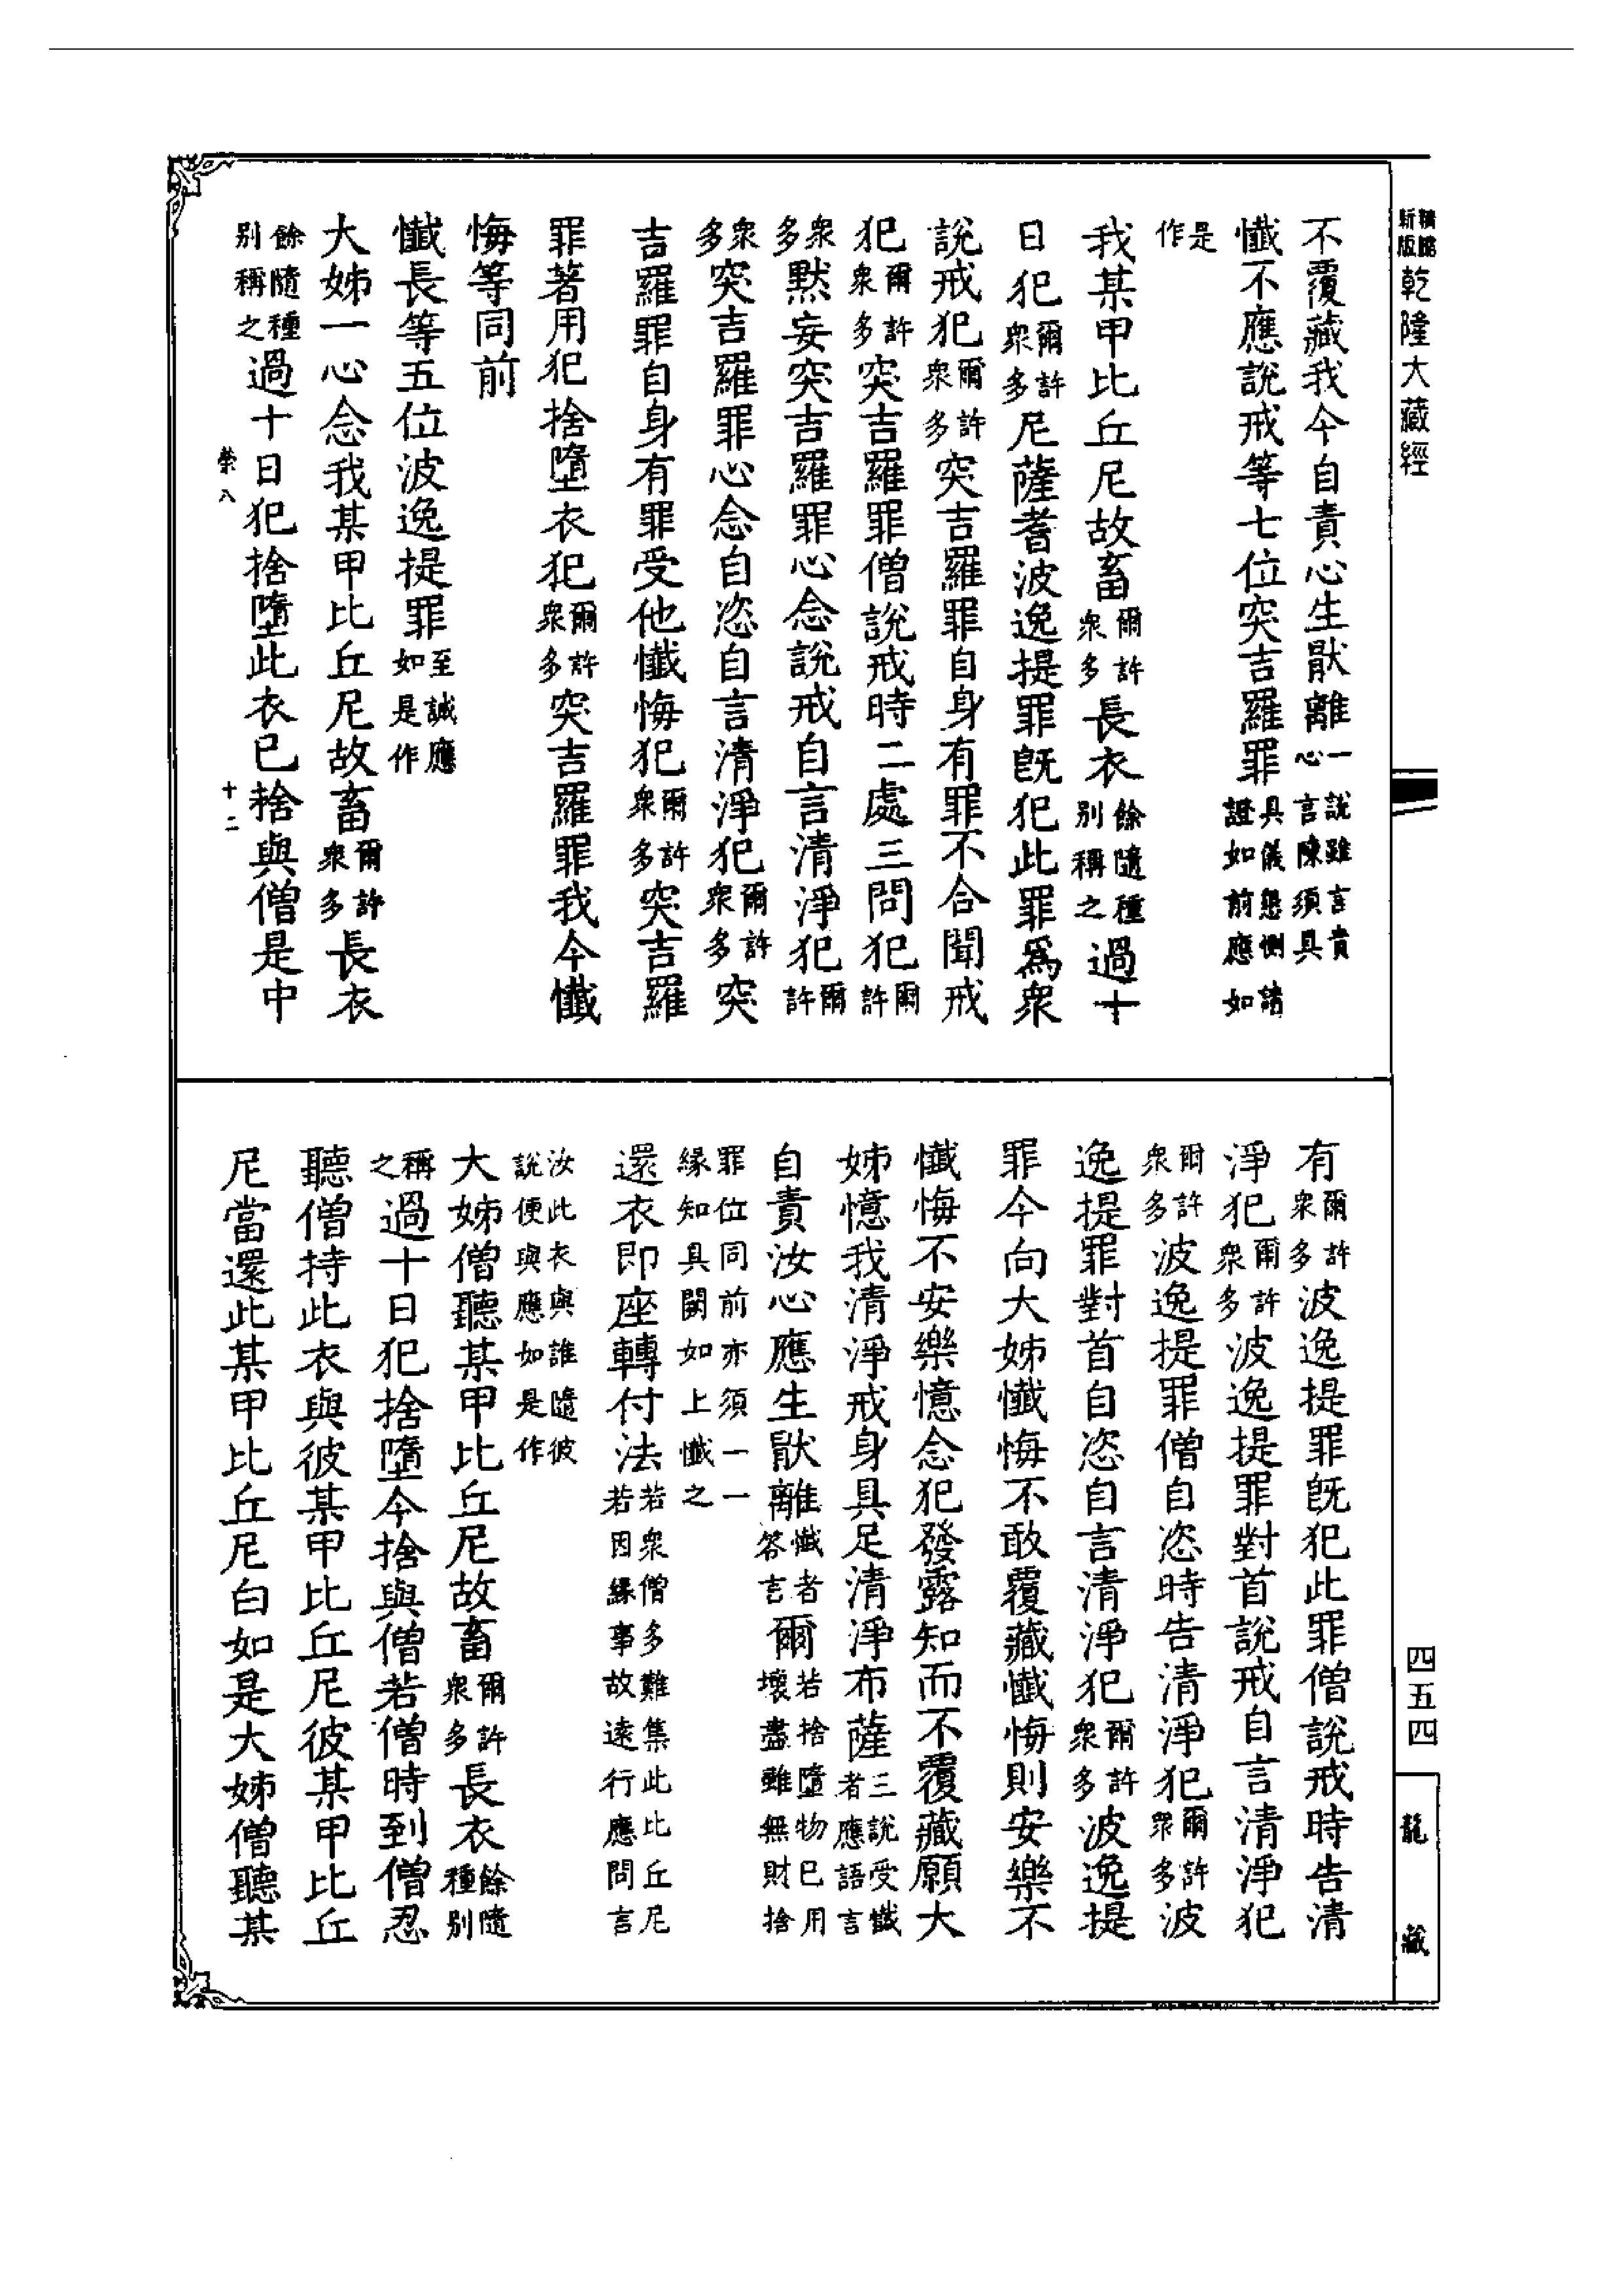 新版
精縮
乾隆大藏經
不覆藏我今自責心生猒離一說雖言責心言陳須具
懺不應說戒等七位突吉羅罪具儀懇惻請證如前應如
是作
我某甲比丘尼故畜爾許衆多長衣餘隨種別稱之過十
日犯爾許衆多尼薩耆波逸提罪旣犯此罪爲衆
說戒犯爾許衆多突吉羅罪自身有罪不合聞戒
犯爾許衆多突吉羅罪僧說戒時二處三問犯爾許
衆多默妄突吉羅罪心念說戒自言清淨犯爾許
衆多突吉羅罪心念自恣自言清淨犯爾許衆多突
吉羅罪自身有罪受他懺悔犯爾許衆多突吉羅
罪著用犯捨墮衣犯爾許衆多突吉羅罪我今懺
悔等同前
懺長等五位波逸提罪至誠應如是作
大姊一心念我某甲比丘尼故畜爾許衆多長衣
餘隨種別稱之過十日犯捨墮此衣已捨與僧是中
榮八 十二
有爾許衆多波逸提罪旣犯此罪僧說戒時告清
淨犯爾許衆多波逸提罪對首說戒自言清淨犯
爾許衆多波逸提罪僧自恣時告清淨犯爾許衆多波
逸提罪對首自恣自言清淨犯爾許衆多波逸提
罪今向大姊懺悔不敢覆藏懺悔則安樂不
懺悔不安樂憶念犯發露知而不覆藏願大
姊憶我清淨戒身具足清淨布薩三說受懺者應語言
自責汝心應生猒離懺者答言爾若捨墮物已用壞盡雖無財捨
罪位同前亦須一一緣知具闕如上懺之
還衣即座轉付法若衆僧多難集此比丘尼若因緣事故遠行應問言
汝此衣與誰隨彼說便與應如是作
大姊僧聽某甲比丘尼故畜爾許衆多長衣餘隨種別
稱之過十日犯捨墮今捨與僧若僧時到僧忍
聽僧持此衣與彼某甲比丘尼彼某甲比丘
尼當還此某甲比丘尼白如是大姊僧聽某
四五四
龍藏